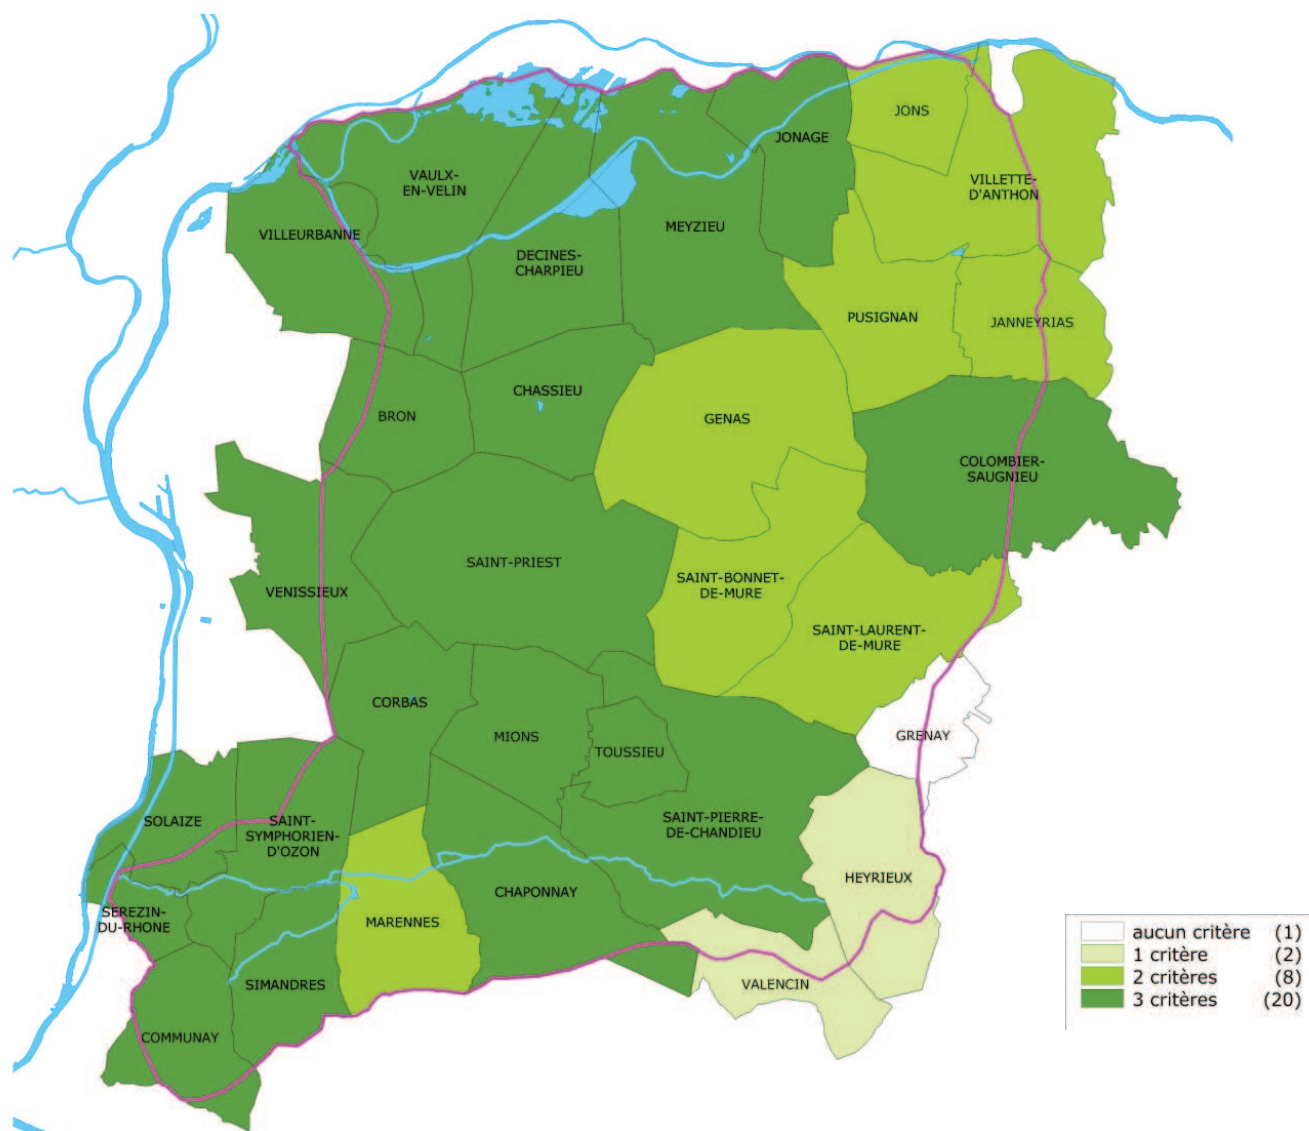 JONS
JONAGE
VAULX-
EN-VELIN
VILLETTE-
D'ANTHON
VILLEURBANNE
MEYZIEU
DECINES-
CHARPIEU
PUSIGNAN
JANNEYRIAS
CHASSIEU
BRON
GENAS
COLOMBIER-
SAUGNIEU
SAINT-PRIEST
SAINT-BONNET-
DE-MURE
VENISSIEUX
SAINT-LAURENT-
DE-MURE
CORBAS
MIONS
GRENAY
TOUSSIEU
SOLAIZE
SAINT-
SYMPHORIEN-
D'OZON
SAINT-PIERRE-
DE-CHANDIEU
HEYRIEUX
CHAPONNAY
SEREZIN-
DU-RHONE
MARENNES
SIMANDRES
VALENCIN
COMMUNAY
aucun critère (1)
1 critère (2)
2 critères (8)
3 critères (20)